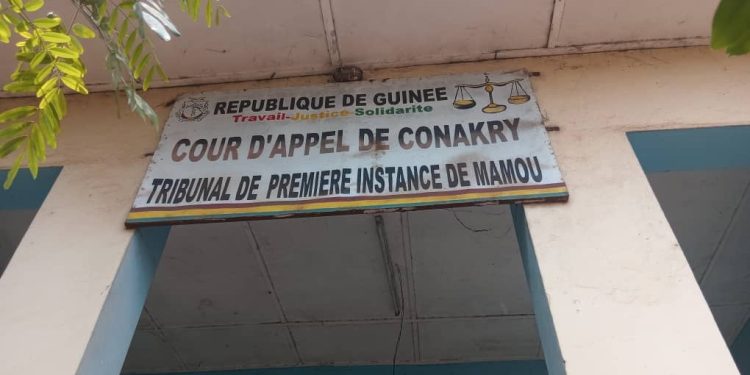 REPUBLIQUE DE GUINEE
Travail-Justice-Solidarite
COUR D'APPEL DE CONAKRY
TRIBUNAL DE PREMIERE INSTANCE DE MAMOU